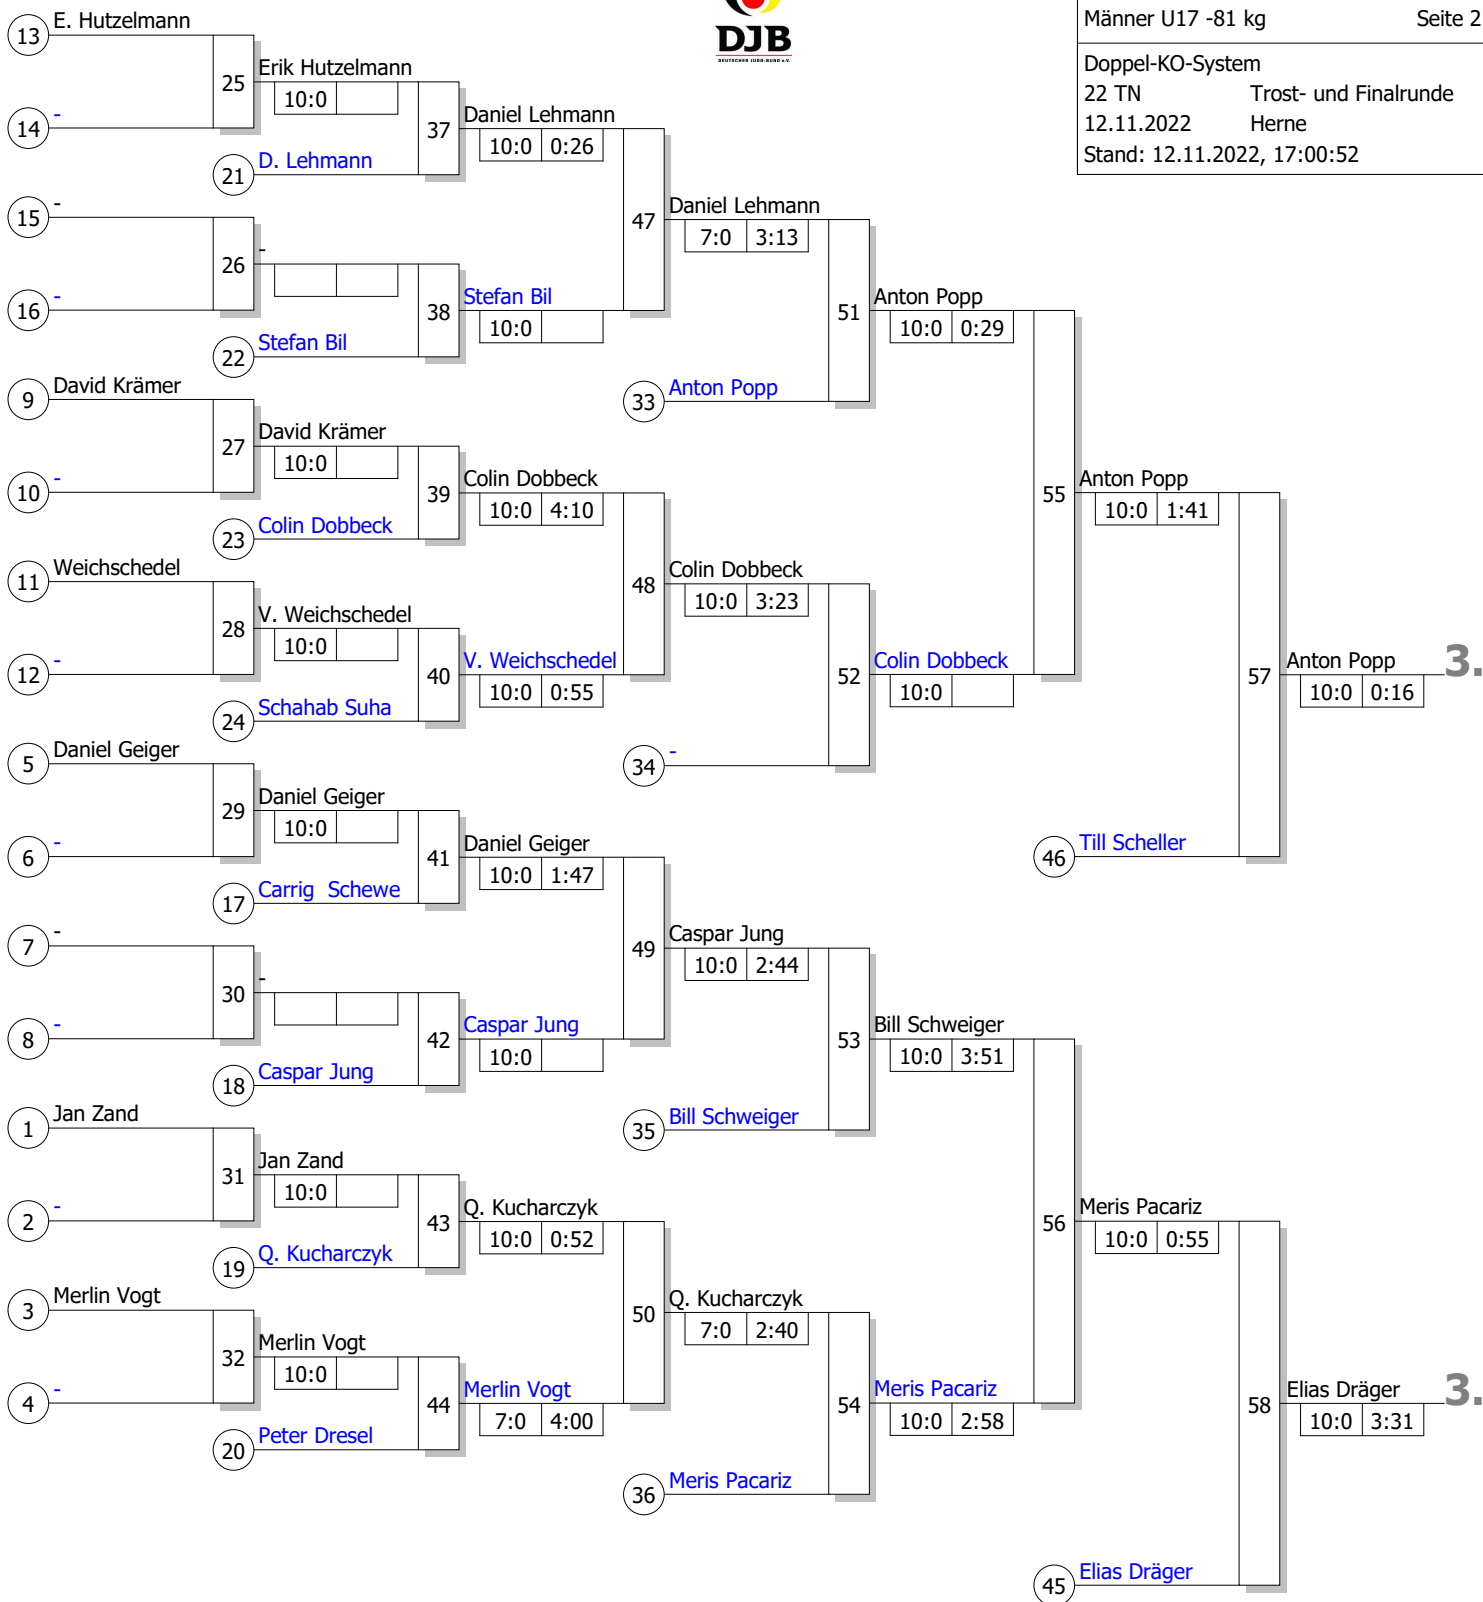 DJB
DEUTSCHER JUDO-BUND e.V.
Männer U17 -81 kg Seite 2
Doppel-KO-System
22 TN Trost- und Finalrunde
12.11.2022 Herne
Stand: 12.11.2022, 17:00:52
13 E. Hutzelmann
14 -
25
Erik Hutzelmann
10:0
21 D. Lehmann
37
Daniel Lehmann
10:0 0:26
15 -
16 -
26
-
22 Stefan Bil
38
Stefan Bil
10:0
47
Daniel Lehmann
7:0 3:13
33 Anton Popp
51
Anton Popp
10:0 0:29
9 David Krämer
10 -
27
David Krämer
10:0
23 Colin Dobbeck
39
Colin Dobbeck
10:0 4:10
11 Weichschedel
12 -
28
V. Weichschedel
10:0
24 Schahab Suha
40
V. Weichschedel
10:0 0:55
48
Colin Dobbeck
10:0 3:23
34 -
52
Colin Dobbeck
10:0
55
Anton Popp
10:0 1:41
46 Till Scheller
57
Anton Popp 3.
10:0 0:16
5 Daniel Geiger
6 -
29
Daniel Geiger
10:0
17 Carrig Schewe
41
Daniel Geiger
10:0 1:47
7 -
8 -
30
-
18 Caspar Jung
42
Caspar Jung
10:0
49
Caspar Jung
10:0 2:44
35 Bill Schweiger
53
Bill Schweiger
10:0 3:51
1 Jan Zand
2 -
31
Jan Zand
10:0
19 Q. Kucharczyk
43
Q. Kucharczyk
10:0 0:52
3 Merlin Vogt
4 -
32
Merlin Vogt
10:0
20 Peter Dresel
44
Merlin Vogt
7:0 4:00
50
Q. Kucharczyk
7:0 2:40
36 Meris Pacariz
54
Meris Pacariz
10:0 2:58
56
Meris Pacariz
10:0 0:55
45 Elias Dräger
58
Elias Dräger 3.
10:0 3:31